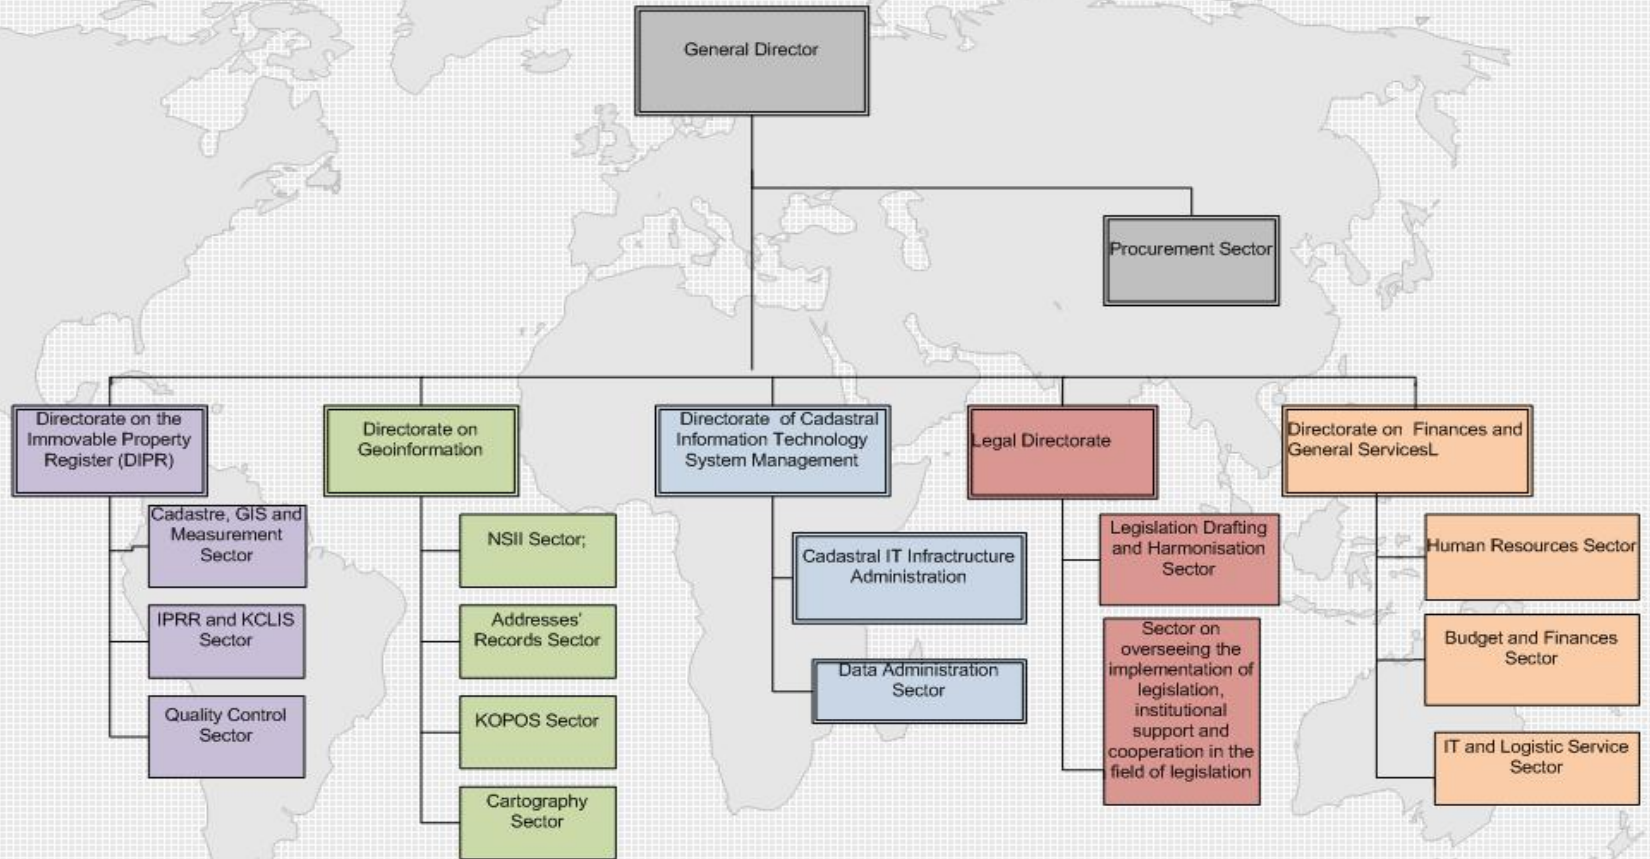 General Director
Procurement Sector
Directorate on the
Immovable Property
Register (DIPR)
Cadastre, GIS and
Measurement
Sector
IPRR and KCLIS
Sector
Quality Control
Sector
Directorate on
Geoinformation
NSII Sector;
Addresses'
Records Sector
KOPOS Sector
Cartography
Sector
Directorate of Cadastral
Information Technology
System Management
Cadastral IT Infractructure
Administration
Data Administration
Sector
Legal Directorate
Legislation Drafting
and Harmonisation
Sector
Sector on
overseeing the
implementation of
legislation,
institutional
support and
cooperation in the
field of legislation
Directorate on Finances and
General ServicesL
Human Resources Sector
Budget and Finances
Sector
IT and Logistic Service
Sector